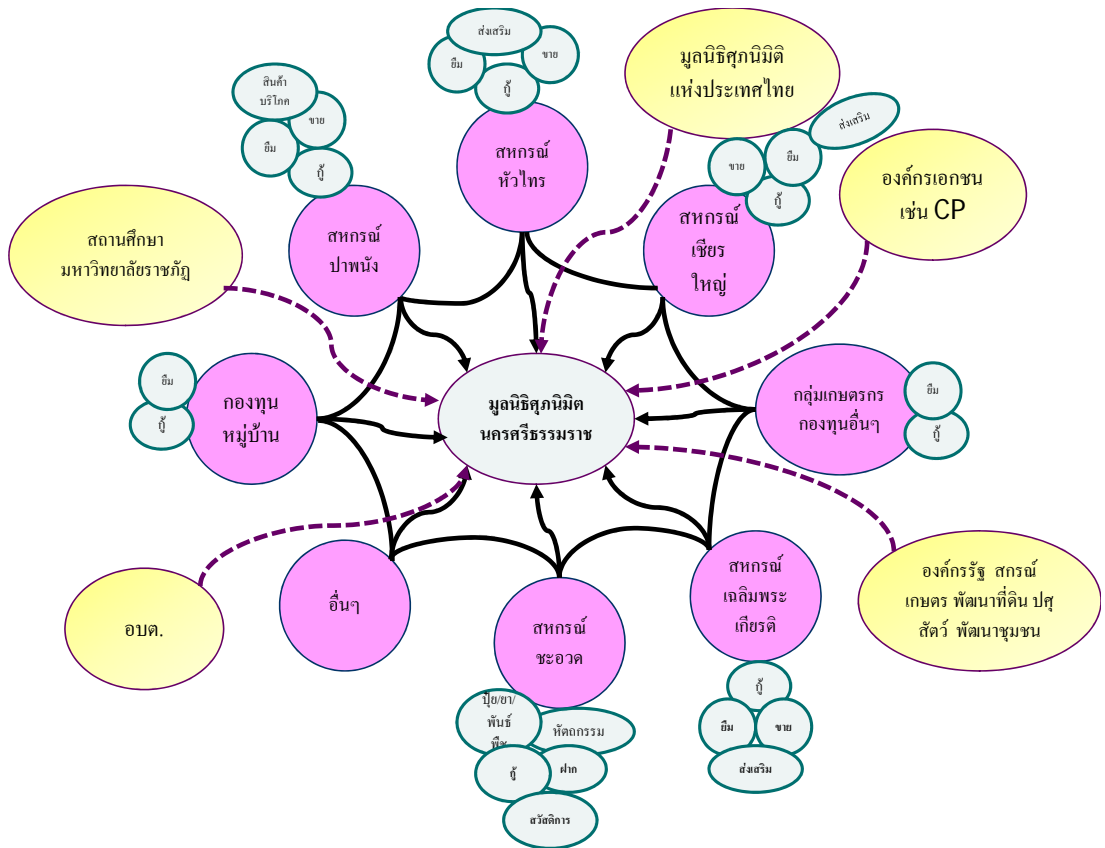 ส่งเสริม
ยืม
ขาย
กู้
สหกรณ์
หัวไทร
มูลนิธิศุภนิมิติ
แห่งประเทศไทย
สินค้า
บริโภค
ขาย
ยืม
กู้
สหกรณ์
ปาพนัง
ส่งเสริม
ยืม
ขาย
กู้
สหกรณ์
เชียร
ใหญ่
องค์กรเอกชน
เช่น CP
สถานศึกษา
มหาวิทยาลัยราชภัฏ
ยืม
กู้
กองทุน
หมู่บ้าน
มูลนิธิศุภนิมิต
นครศรีธรรมราช
กลุ่มเกษตรกร
กองทุนอื่นๆ
ยืม
กู้
อบต.
อื่นๆ
สหกรณ์
ชะอวด
ปุ๋ย/ยา/
พันธ์
พืช
หัตถกรรม
กู้
ฝาก
สวัสดิการ
สหกรณ์
เฉลิมพระ
เกียรติ
กู้
ยืม
ขาย
ส่งเสริม
องค์กรรัฐ สกรณ์
เกษตร พัฒนาที่ดิน ปศุ
สัตว์ พัฒนาชุมชน